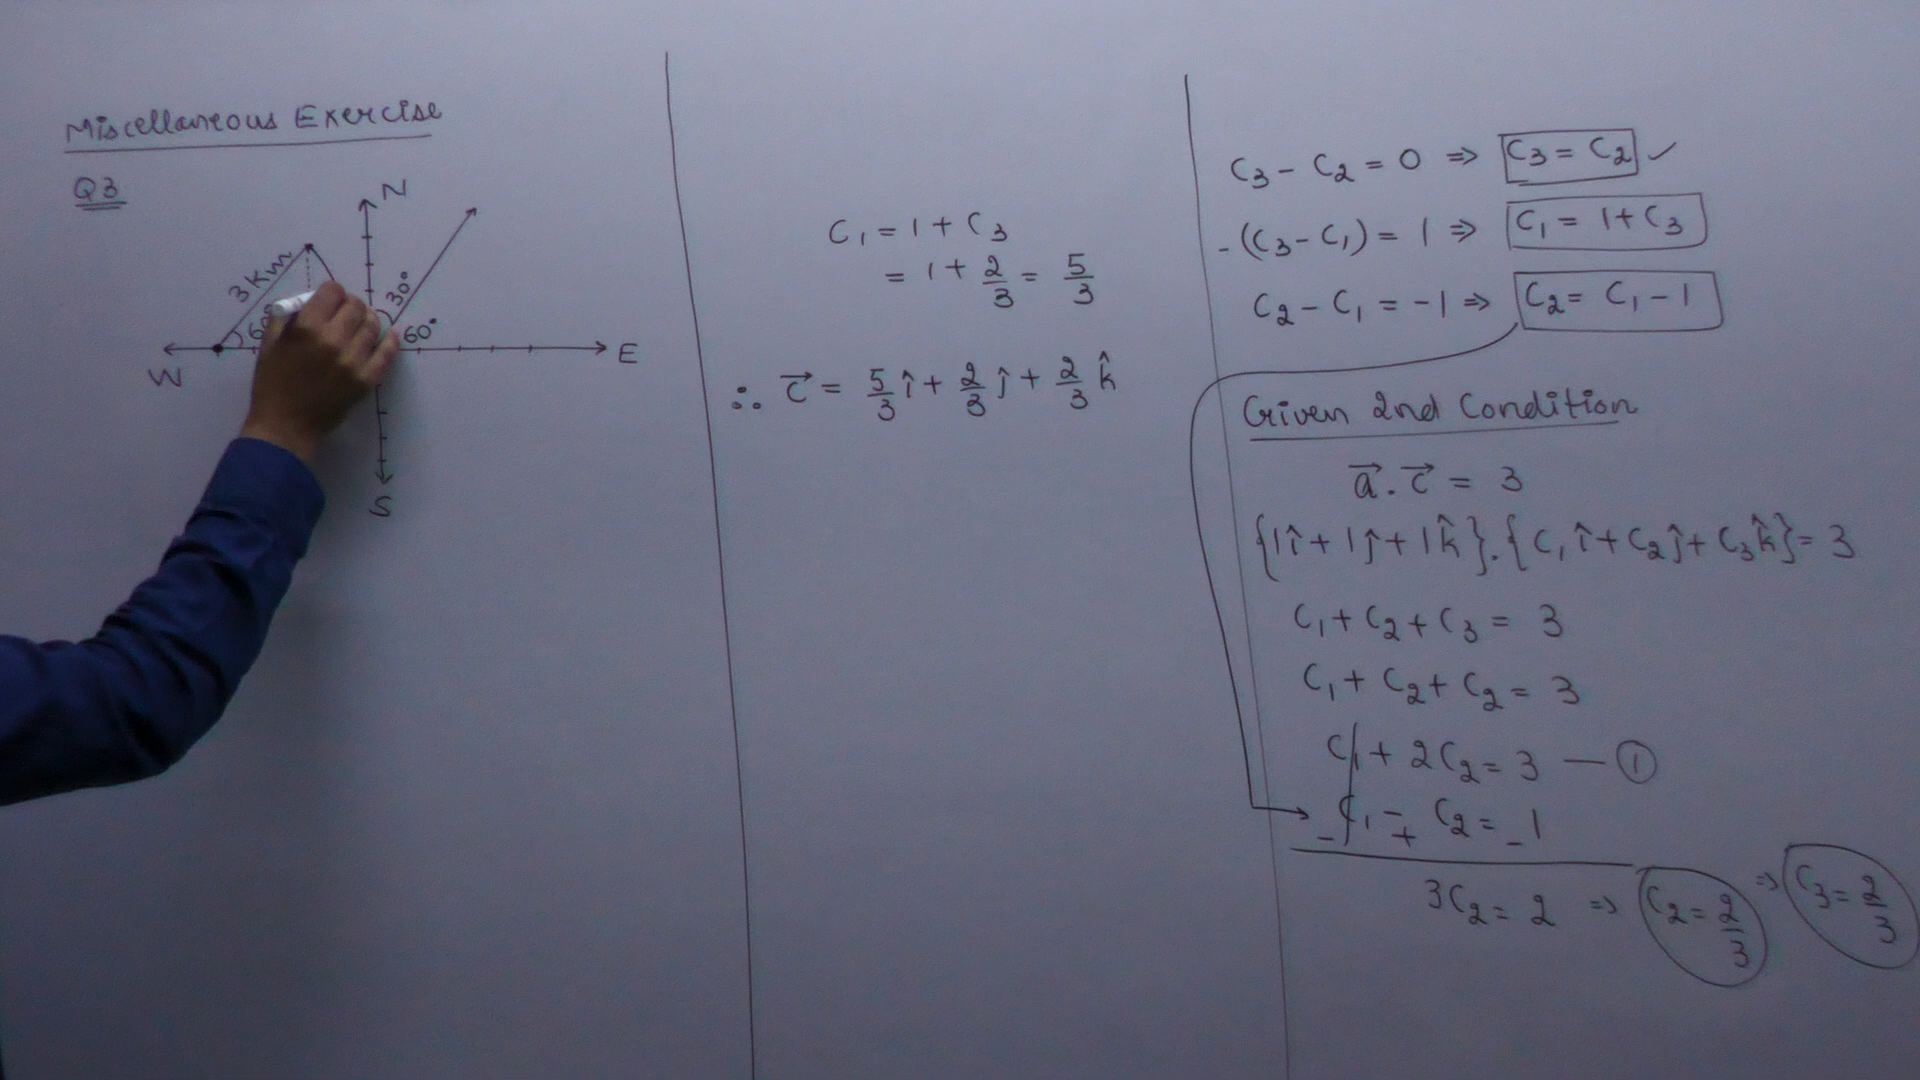 Miscellaneous Exercise
Q3
N
3 Km
30°
60°
W
E
S
C₁ = 1 + C₃
= 1 + 2/3 = 5/3
∴ c⃗ = 5/3 î + 2/3 ĵ + 2/3 k̂
C₃ - C₂ = 0 ⇒ C₃ = C₂ ✓
-(C₃ - C₁) = 1 ⇒ C₁ = 1 + C₃
C₂ - C₁ = -1 ⇒ C₂ = C₁ - 1
Given 2nd Condition
a⃗ . c⃗ = 3
{1î + 1ĵ + 1k̂}.{C₁î + C₂ĵ + C₃k̂} = 3
C₁ + C₂ + C₃ = 3
C₁ + C₂ + C₂ = 3
C₁ + 2C₂ = 3 — ①
C₁ - C₂ = 1
- + -
3C₂ = 2 ⇒ C₂ = 2/3 ⇒ C₃ = 2/3